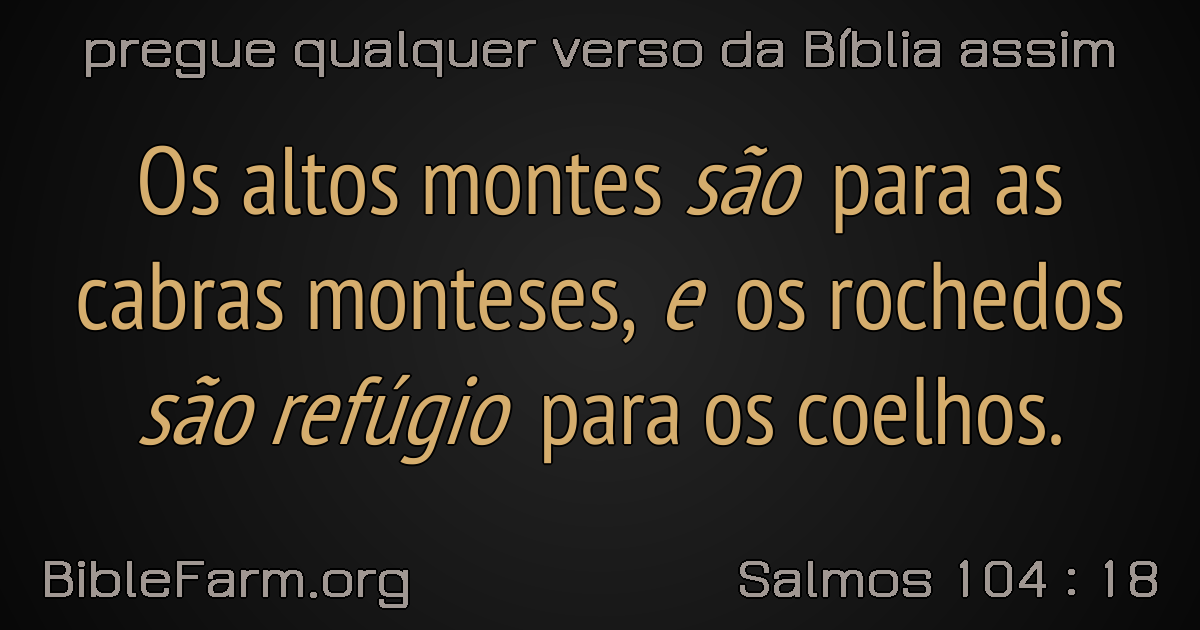 pregue qualquer verso da Bíblia assim
Os altos montes são para as
cabras monteses, e os rochedos
são refúgio para os coelhos.
BibleFarm.org
Salmos 104 : 18